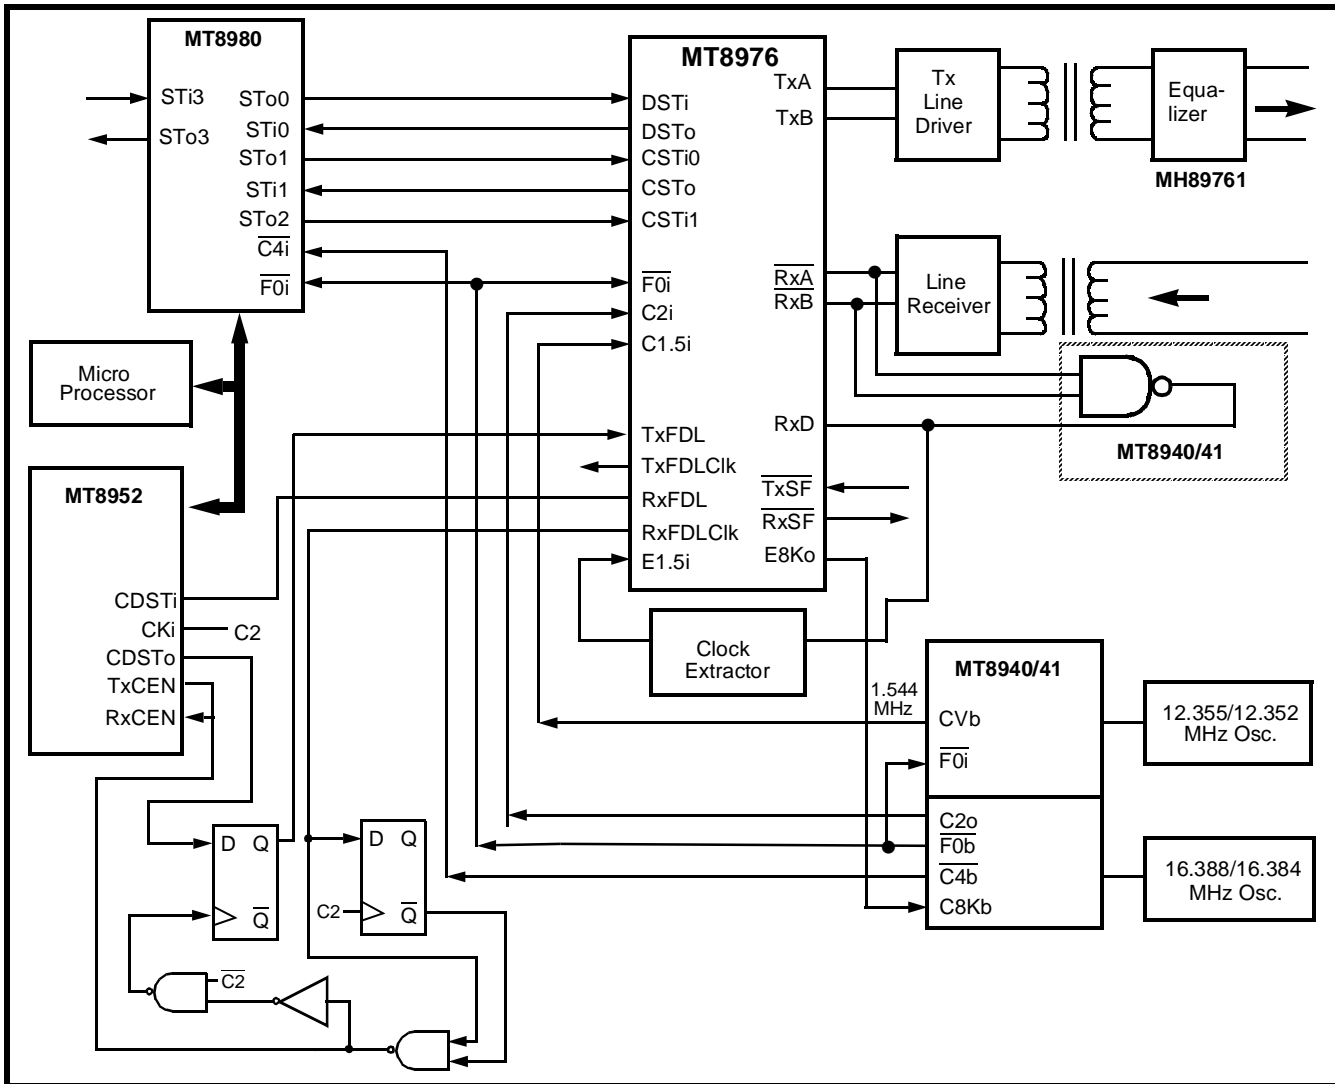 MT8980
STi3
STo3
STo0
STi0
STo1
STi1
STo2
C4i
F0i
MT8976
DSTi
DSTo
CSTi0
CSTo
CSTi1
F0i
C2i
C1.5i
TxFDL
TxFDLClk
RxFDL
RxFDLClk
E1.5i
TxA
TxB
RxA
RxB
RxD
TxSF
RxSF
E8Ko
Tx
Line
Driver
Equa-
lizer
MH89761
Line
Receiver
MT8940/41
Micro
Processor
MT8952
CDSTi
CKi
C2
CDSTo
TxCEN
RxCEN
Clock
Extractor
1.544
MHz
MT8940/41
CVb
F0i
C2o
F0b
C4b
C8Kb
12.355/12.352
MHz Osc.
16.388/16.384
MHz Osc.
D Q
Q
D Q
C2
Q
C2